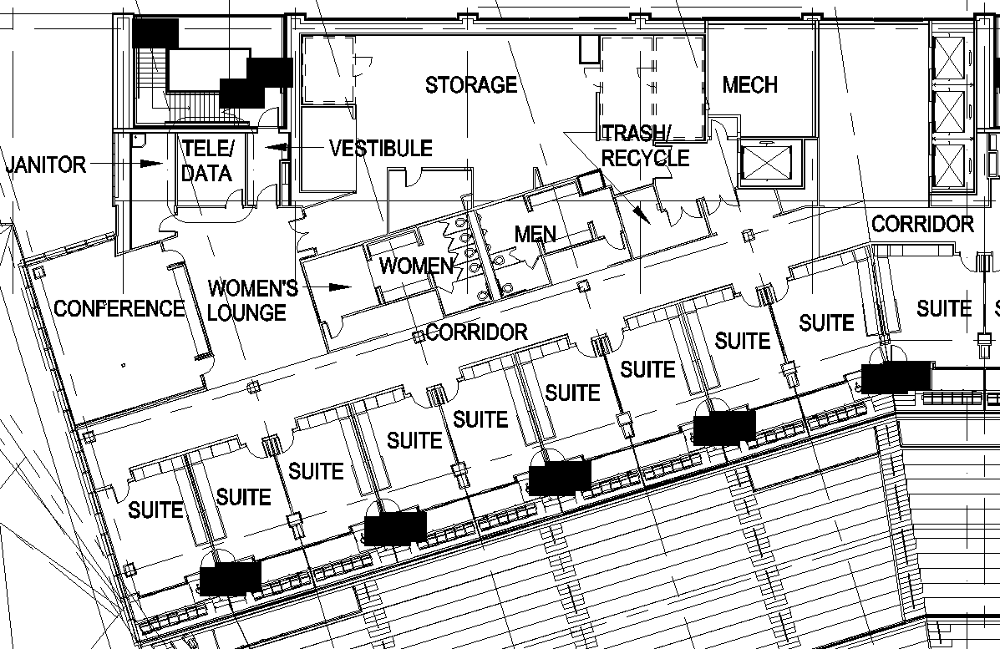 STORAGE
MECH
TRASH/
RECYCLE
JANITOR
TELE/
DATA
VESTIBULE
CORRIDOR
MEN
WOMEN
WOMEN'S
LOUNGE
CONFERENCE
CORRIDOR
SUITE
SUITE
SUITE
SUITE
SUITE
SUITE
SUITE
SUITE
SUITE
SUITE